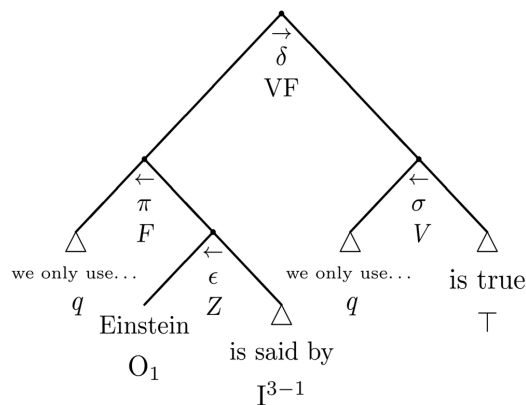 →
δ
VF
←
π
F
←
σ
V
we only use...
q
←
ϵ
Z
we only use...
q
is true
⊤
Einstein
O₁
is said by
I³⁻¹